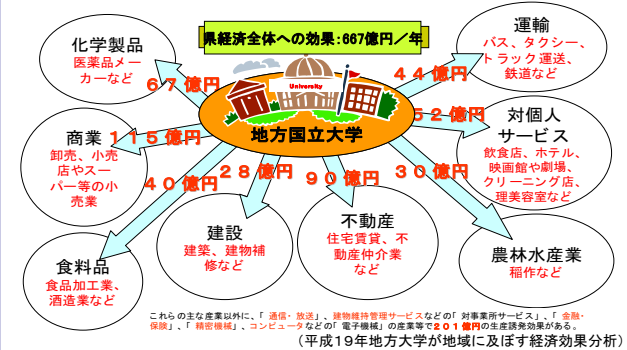 県経済全体への効果:667億円/年
化学製品
医薬品メー
カーなど
67億円
運輸
バス、タクシー、
トラック運送、
鉄道など
44億円
University
地方国立大学
商業
卸売、小売
店やスー
パー等の小
売業
115億円
対個人
サービス
飲食店、ホテル、
映画館や劇場、
クリーニング店、
理美容室など
52億円
食料品
食品加工業、
酒造業など
40億円
建設
建築、建物補
修など
28億円
不動産
住宅賃貸、不
動産仲介業
など
90億円
農林水産業
稲作など
30億円
これらの主な産業以外に、「通信・放送」、建物維持管理サービスなどの「対事業所サービス」、「金融・
保険」、「精密機械」、コンピュータなどの「電子機械」の産業等で201億円の生産誘発効果がある。
(平成19年地方大学が地域に及ぼす経済効果分析)